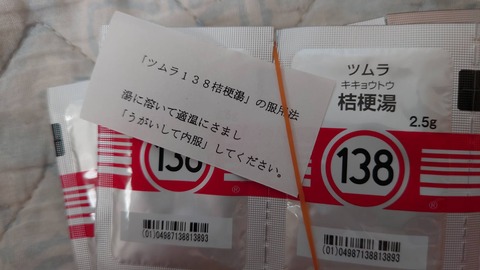 「ツムラ１３８桔梗湯」の服用法
湯に溶いて適温にさまし
「うがいして内服」してください。
ツムラ
キキョウトウ
桔梗湯
2.5g
138
138
®
®
(01)04987138813893
(01)04987138813893